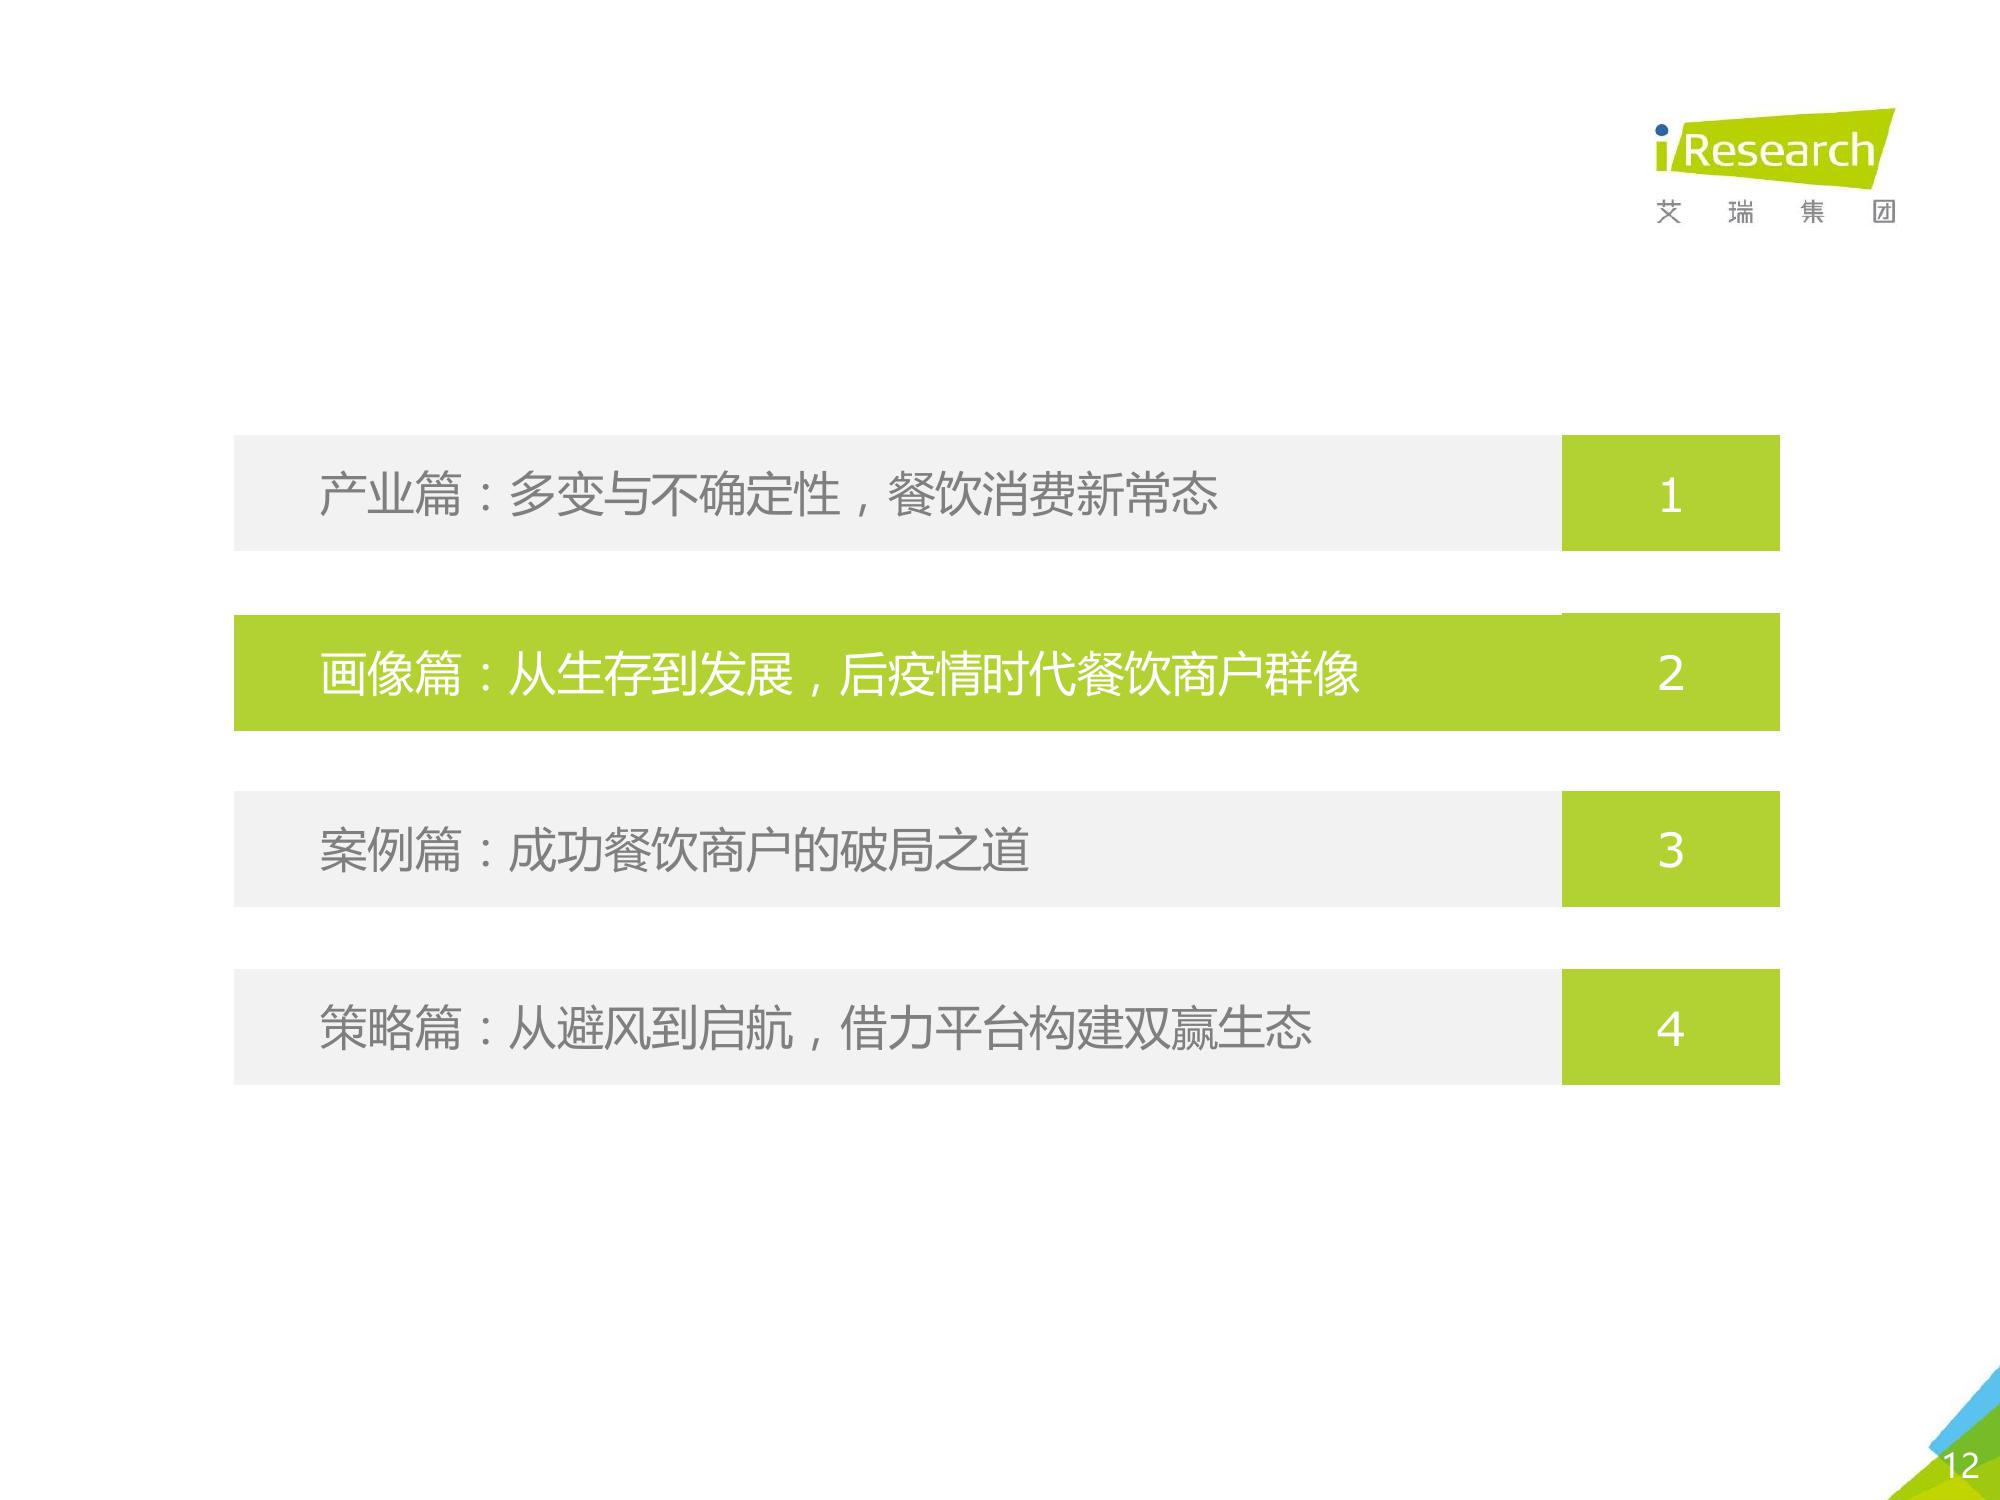 iResearch
艾瑞集团
产业篇：多变与不确定性，餐饮消费新常态 1
画像篇：从生存到发展，后疫情时代餐饮商户群像 2
案例篇：成功餐饮商户的破局之道 3
策略篇：从避风到启航，借力平台构建双赢生态 4
12